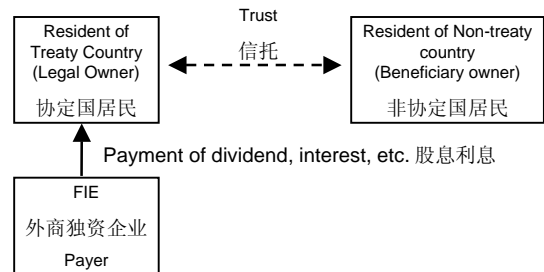 Trust
信托
Resident of
Treaty Country
(Legal Owner)
协定国居民
Resident of Non-treaty
country
(Beneficiary owner)
非协定国居民
Payment of dividend, interest, etc. 股息利息
FIE
外商独资企业
Payer